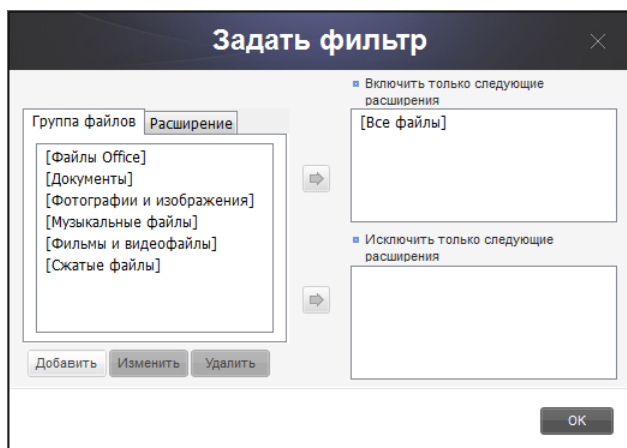 Задать фильтр
Группа файлов
Расширение
[Файлы Office]
[Документы]
[Фотографии и изображения]
[Музыкальные файлы]
[Фильмы и видеофайлы]
[Сжатые файлы]
Добавить
Изменить
Удалить
Включить только следующие
расширения
[Все файлы]
Исключить только следующие
расширения
OK